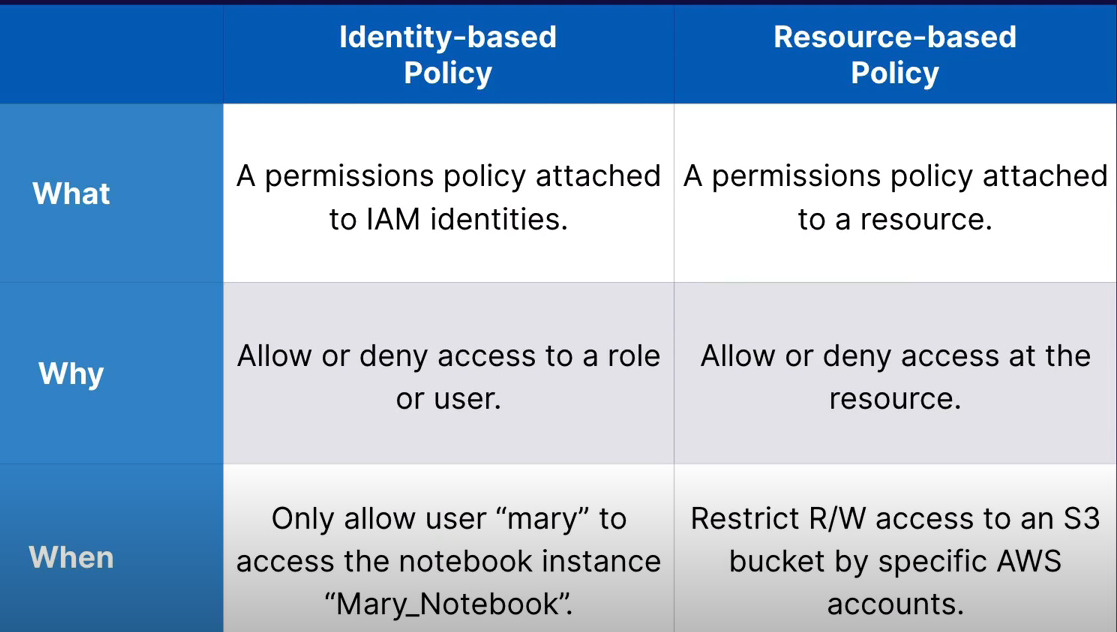 Identity-based
Policy
Resource-based
Policy
What
A permissions policy attached
to IAM identities.
A permissions policy attached
to a resource.
Why
Allow or deny access to a role
or user.
Allow or deny access at the
resource.
When
Only allow user “mary” to
access the notebook instance
“Mary_Notebook”.
Restrict R/W access to an S3
bucket by specific AWS
accounts.